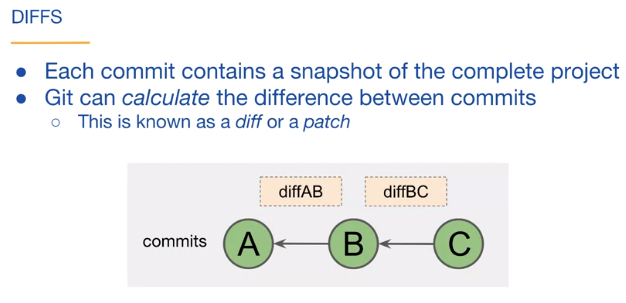 DIFFS
● Each commit contains a snapshot of the complete project
● Git can calculate the difference between commits
○ This is known as a diff or a patch
diffAB diffBC
commits A B C